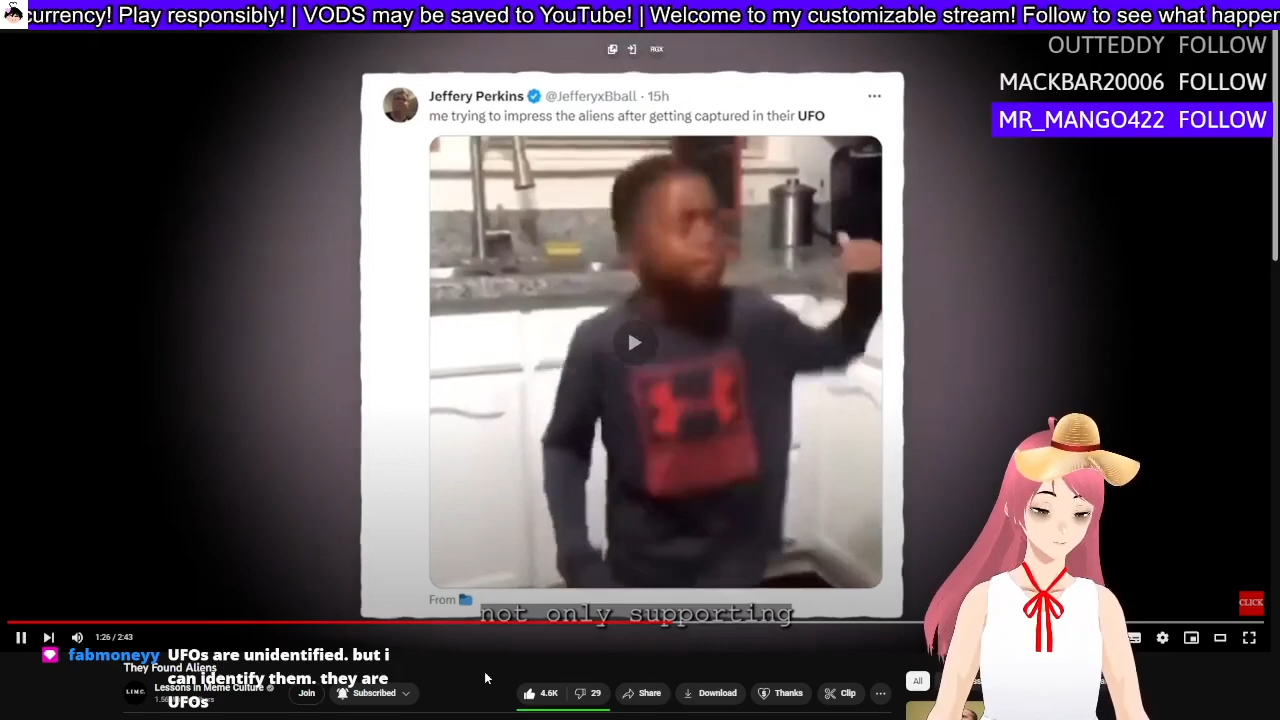 currency! Play responsibly! | VODS may be saved to YouTube! | Welcome to my customizable stream! Follow to see what happen
OUTTEDDY FOLLOW
MACKBAR20006 FOLLOW
MR_MANGO422 FOLLOW
RGX
Jeffery Perkins @JefferyxBball · 15h
me trying to impress the aliens after getting captured in their UFO
From
not only supporting
CLICK
1:26 / 2:43
fabmoneyy UFOs are unidentified. but i
can identify them. they are
UFOs
They Found Aliens
L.I.M.C.
Lessons in Meme Culture
Join
Subscribed
4.6K
29
Share
Download
Thanks
Clip
All